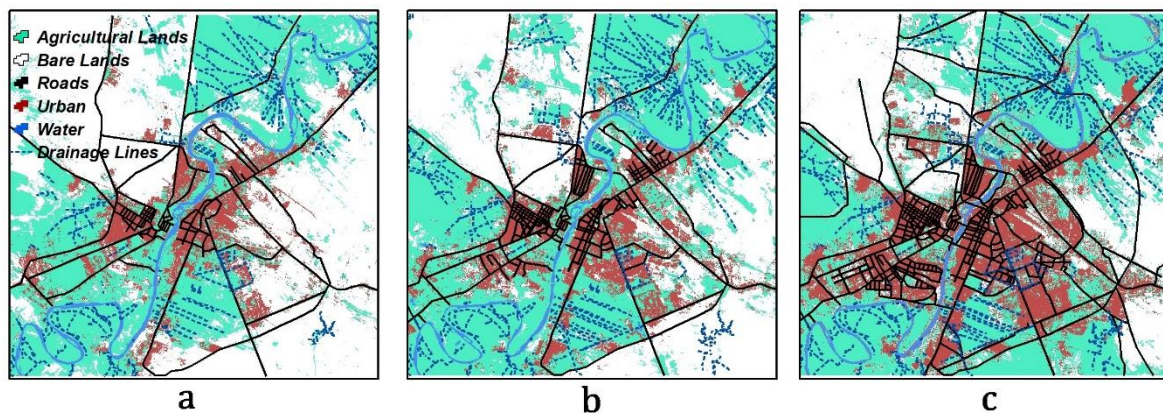 Agricultural Lands
Bare Lands
Roads
Urban
Water
Drainage Lines
a
b
c